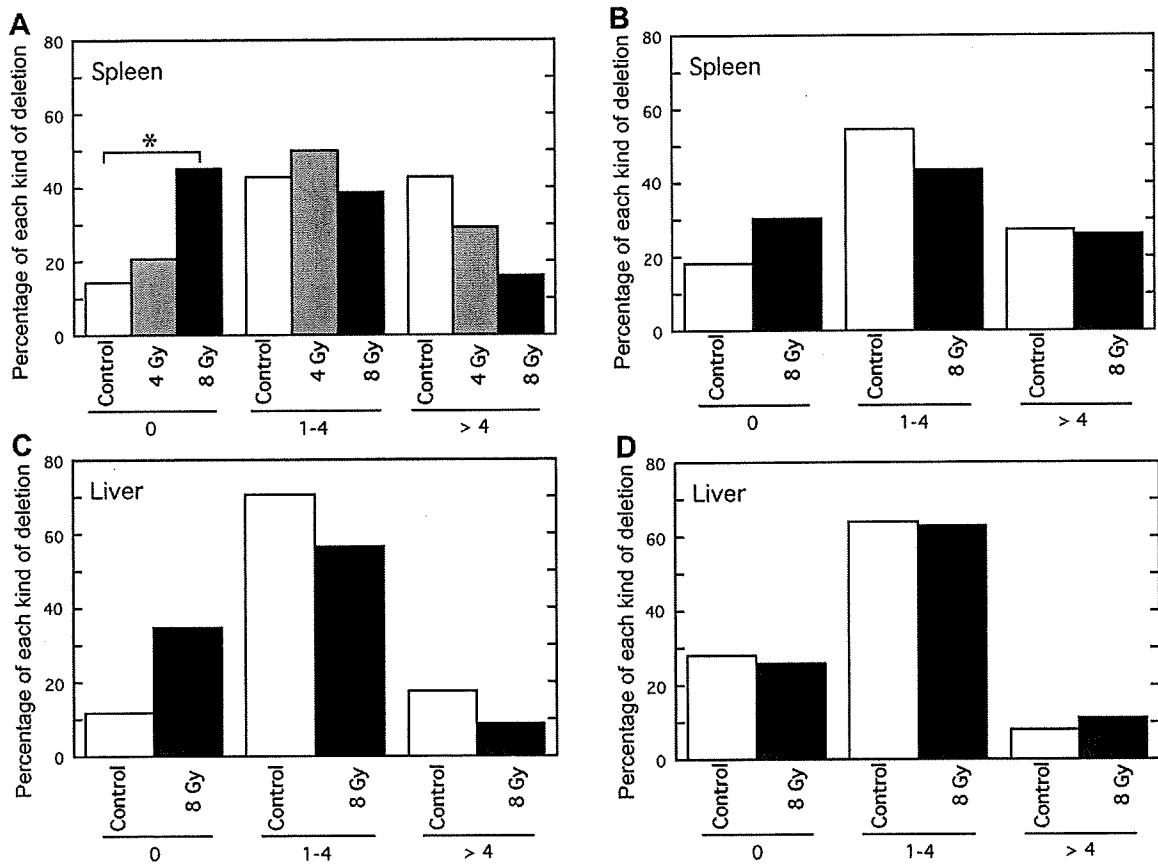 A
Percentage of each kind of deletion
80
60
40
20
0
Spleen
*
Control
4 Gy
8 Gy
Control
4 Gy
8 Gy
Control
4 Gy
8 Gy
0
1-4
> 4
B
Percentage of each kind of deletion
80
60
40
20
0
Spleen
Control
8 Gy
Control
8 Gy
Control
8 Gy
0
1-4
> 4
C
Percentage of each kind of deletion
80
60
40
20
0
Liver
Control
8 Gy
Control
8 Gy
Control
8 Gy
0
1-4
> 4
D
Percentage of each kind of deletion
80
60
40
20
0
Liver
Control
8 Gy
Control
8 Gy
Control
8 Gy
0
1-4
> 4